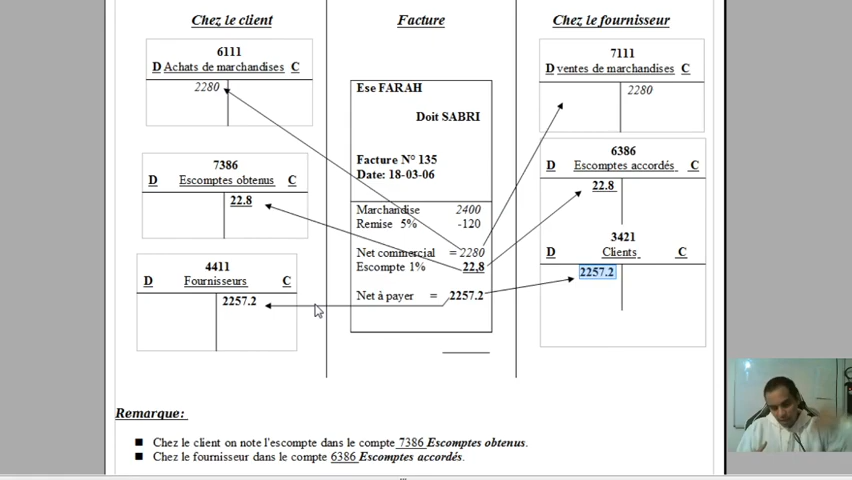 Chez le client
Facture
Chez le fournisseur
6111
D Achats de marchandises C
2280
7386
D Escomptes obtenus C
22.8
4411
D Fournisseurs C
2257.2
Ese FARAH
Doit SABRI
Facture N° 135
Date: 18-03-06
Marchandise 2400
Remise 5% -120
Net commercial = 2280
Escompte 1% 22,8
Net à payer = 2257.2
7111
D ventes de marchandises C
2280
6386
D Escomptes accordés C
22.8
3421
D Clients C
2257.2
Remarque:
■ Chez le client on note l'escompte dans le compte 7386 Escomptes obtenus.
■ Chez le fournisseur dans le compte 6386 Escomptes accordés.